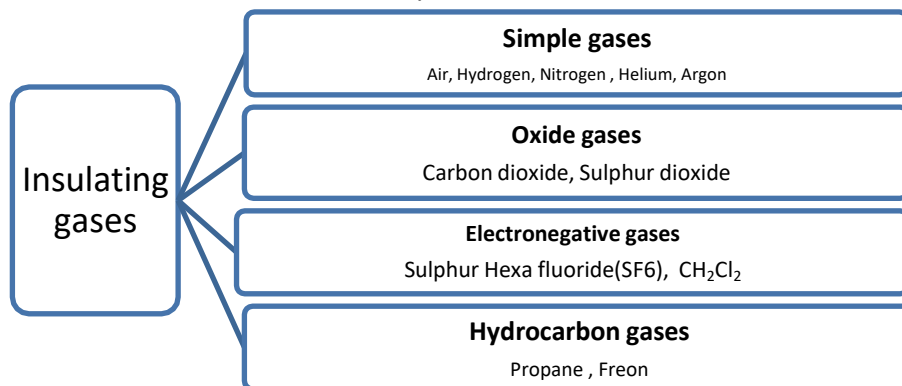 Simple gases
Air, Hydrogen, Nitrogen , Helium, Argon
Oxide gases
Carbon dioxide, Sulphur dioxide
Insulating
gases
Electronegative gases
Sulphur Hexa fluoride(SF6), CH₂Cl₂
Hydrocarbon gases
Propane , Freon